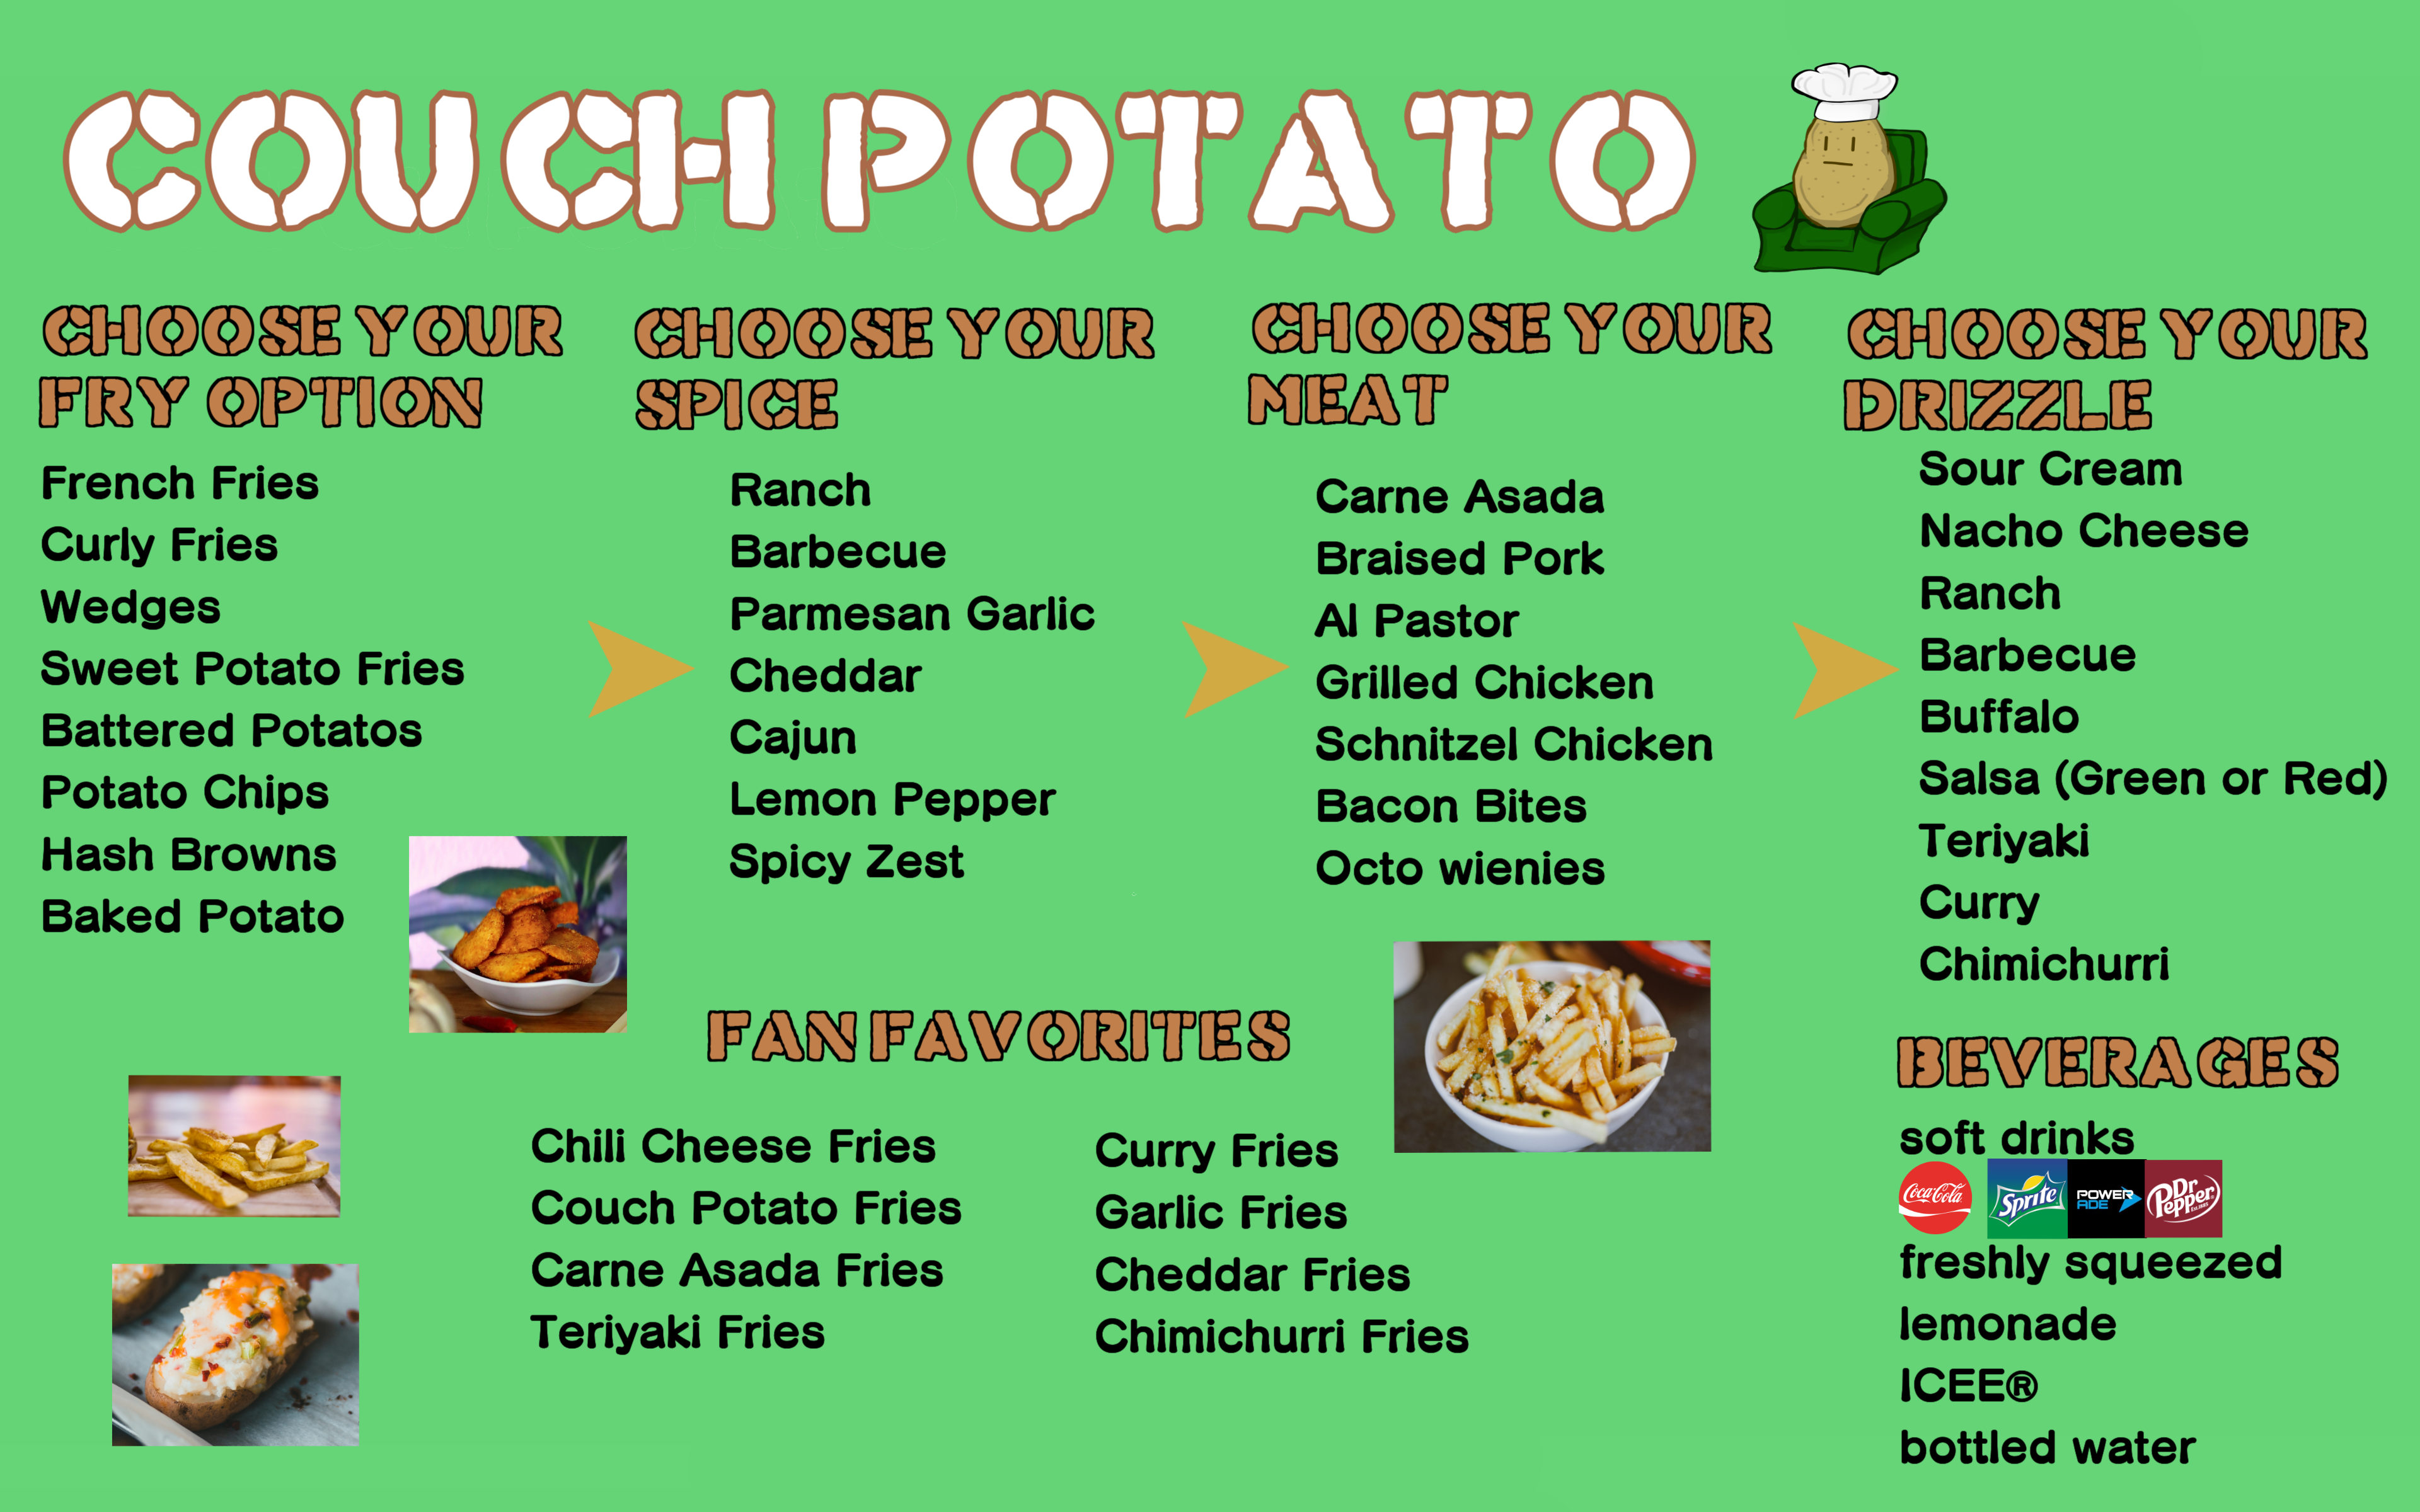 COUCH POTATO
CHOOSE YOUR
FRY OPTION
French Fries
Curly Fries
Wedges
Sweet Potato Fries
Battered Potatos
Potato Chips
Hash Browns
Baked Potato
CHOOSE YOUR
SPICE
Ranch
Barbecue
Parmesan Garlic
Cheddar
Cajun
Lemon Pepper
Spicy Zest
CHOOSE YOUR
MEAT
Carne Asada
Braised Pork
Al Pastor
Grilled Chicken
Schnitzel Chicken
Bacon Bites
Octo wienies
CHOOSE YOUR
DRIZZLE
Sour Cream
Nacho Cheese
Ranch
Barbecue
Buffalo
Salsa (Green or Red)
Teriyaki
Curry
Chimichurri
FAN FAVORITES
Chili Cheese Fries
Couch Potato Fries
Carne Asada Fries
Teriyaki Fries
Curry Fries
Garlic Fries
Cheddar Fries
Chimichurri Fries
BEVERAGES
soft drinks
Coca-Cola
Sprite
POWER
ADE
Dr
Pepper
freshly squeezed
lemonade
ICEE®
bottled water